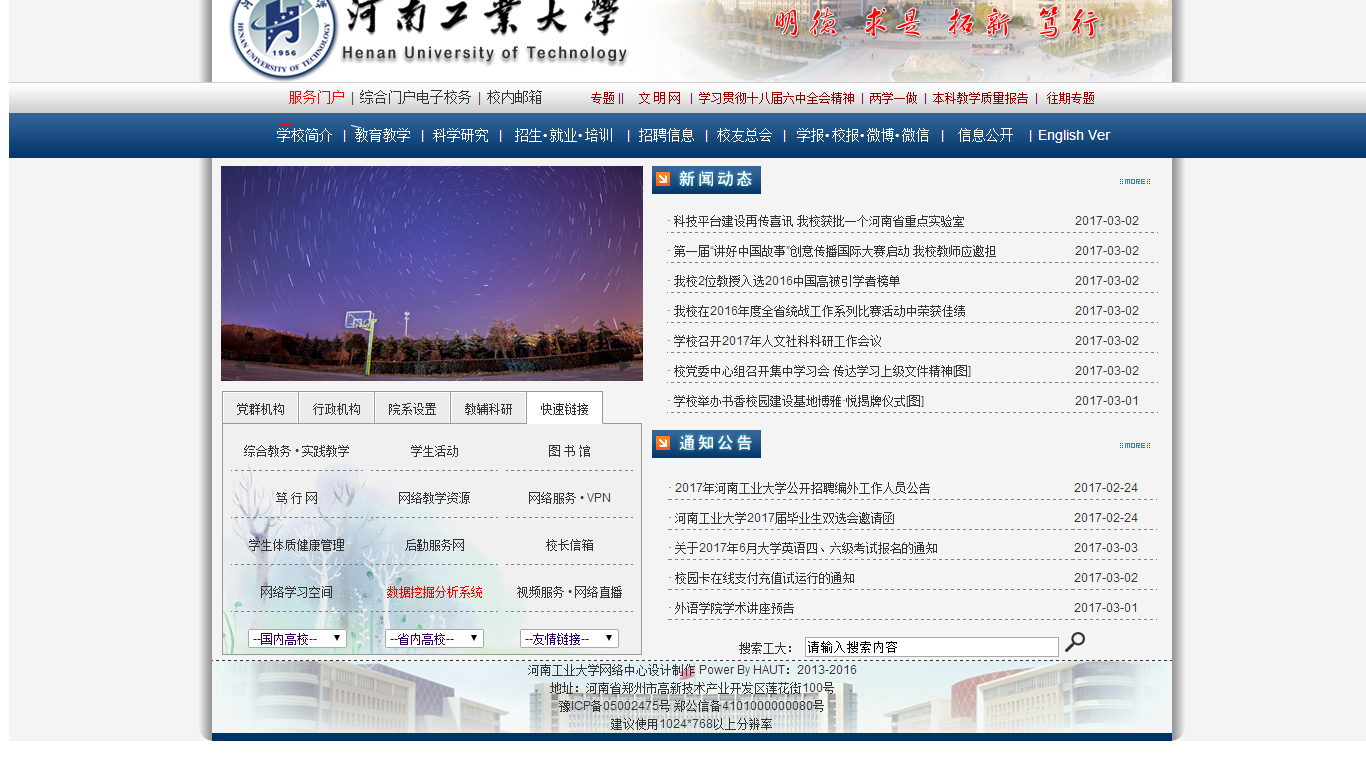 河南工业大學
Henan University of Technology
HENAN UNIVERSITY OF TECHNOLOGY
1956
明德 求是 拓新 笃行
服务门户 | 综合门户电子校务 | 校内邮箱
专题 || 文明网 | 学习贯彻十八届六中全会精神 | 两学一做 | 本科教学质量报告 | 往期专题
学校简介 | 教育教学 | 科学研究 | 招生•就业•培训 | 招聘信息 | 校友总会 | 学报•校报•微博•微信 | 信息公开 | English Ver
新闻动态
MORE
· 科技平台建设再传喜讯 我校获批一个河南省重点实验室 2017-03-02
· 第一届“讲好中国故事”创意传播国际大赛启动 我校教师应邀担 2017-03-02
· 我校2位教授入选2016中国高被引学者榜单 2017-03-02
· 我校在2016年度全省统战工作系列比赛活动中荣获佳绩 2017-03-02
· 学校召开2017年人文社科科研工作会议 2017-03-02
· 校党委中心组召开集中学习会 传达学习上级文件精神[图] 2017-03-02
· 学校举办书香校园建设基地博雅·悦揭牌仪式[图] 2017-03-01
党群机构 行政机构 院系设置 教辅科研 快速链接
综合教务 • 实践教学 学生活动 图 书 馆
笃 行 网 网络教学资源 网络服务 • VPN
学生体质健康管理 后勤服务网 校长信箱
网络学习空间 数据挖掘分析系统 视频服务 • 网络直播
--国内高校-- --省内高校-- --友情链接--
通知公告
MORE
· 2017年河南工业大学公开招聘编外工作人员公告 2017-02-24
· 河南工业大学2017届毕业生双选会邀请函 2017-02-24
· 关于2017年6月大学英语四、六级考试报名的通知 2017-03-03
· 校园卡在线支付充值试运行的通知 2017-03-02
· 外语学院学术讲座预告 2017-03-01
搜索工大： 请输入搜索内容
河南工业大学网络中心设计制作 Power By HAUT：2013-2016
地址：河南省郑州市高新技术产业开发区莲花街100号
豫ICP备05002475号 郑公信备4101000000080号
建议使用1024*768以上分辨率